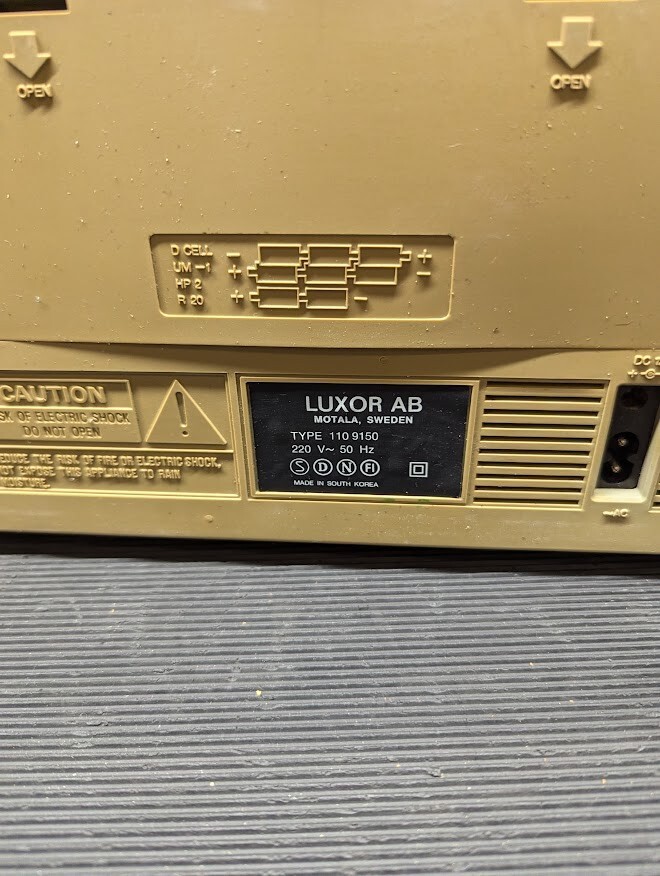 OPEN
OPEN
D CELL - +
UM-1 + -
HP 2
R 20 + -
CAUTION
SK OF ELECTRIC SHOCK
DO NOT OPEN
!
EDUCE THE RISK OF FIRE OR ELECTRIC SHOCK,
NOT EXPOSE THIS APPLIANCE TO RAIN
MOISTURE.
LUXOR AB
MOTALA, SWEDEN
TYPE 110 9150
220 V~ 50 Hz
S D N FI
MADE IN SOUTH KOREA
DC
+ -
~AC